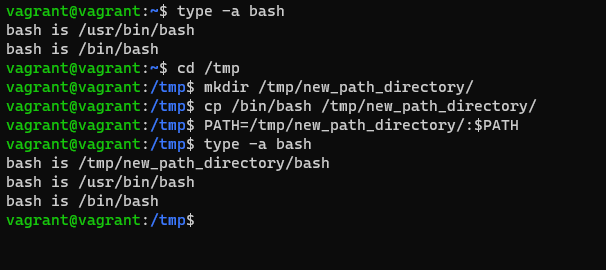 vagrant@vagrant:~$ type -a bash
bash is /usr/bin/bash
bash is /bin/bash
vagrant@vagrant:~$ cd /tmp
vagrant@vagrant:/tmp$ mkdir /tmp/new_path_directory/
vagrant@vagrant:/tmp$ cp /bin/bash /tmp/new_path_directory/
vagrant@vagrant:/tmp$ PATH=/tmp/new_path_directory/:$PATH
vagrant@vagrant:/tmp$ type -a bash
bash is /tmp/new_path_directory/bash
bash is /usr/bin/bash
bash is /bin/bash
vagrant@vagrant:/tmp$